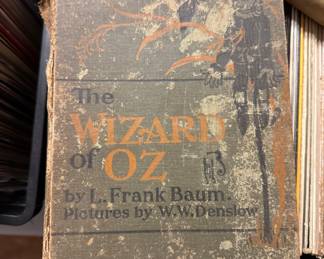 The
WIZARD
of OZ
by L. Frank Baum.
Pictures by W.W. Denslow